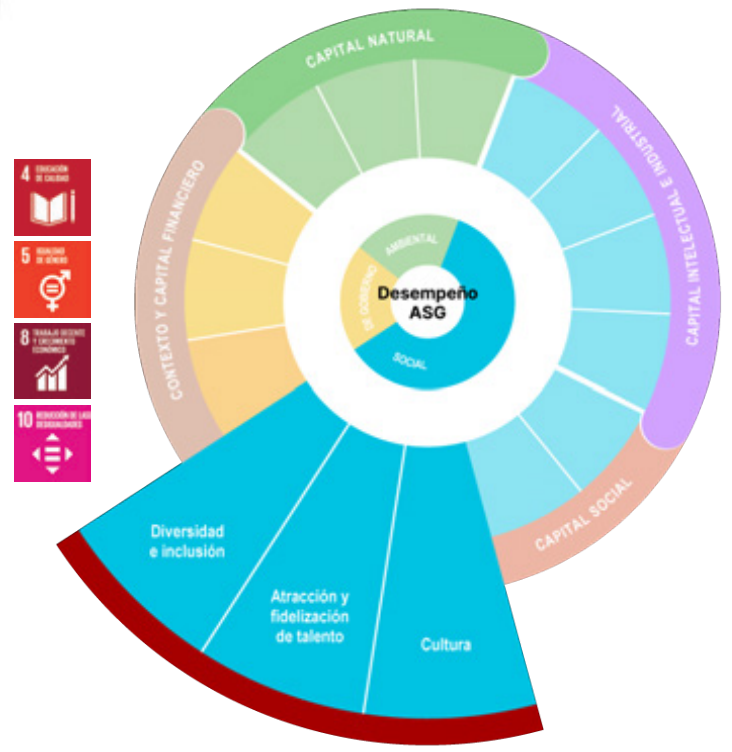 CAPITAL NATURAL
CAPITAL INTELECTUAL E INDUSTRIAL
CONTEXTO Y CAPITAL FINANCIERO
4 EDUCACIÓN
DE CALIDAD
5 IGUALDAD
DE GÉNERO
8 TRABAJO DECENTE
Y CRECIMIENTO
ECONÓMICO
10 REDUCCIÓN DE LAS
DESIGUALDADES
AMBIENTAL
DE GOBIERNO
Desempeño
ASG
SOCIAL
CAPITAL SOCIAL
Diversidad
e inclusión
Atracción y
fidelización
de talento
Cultura